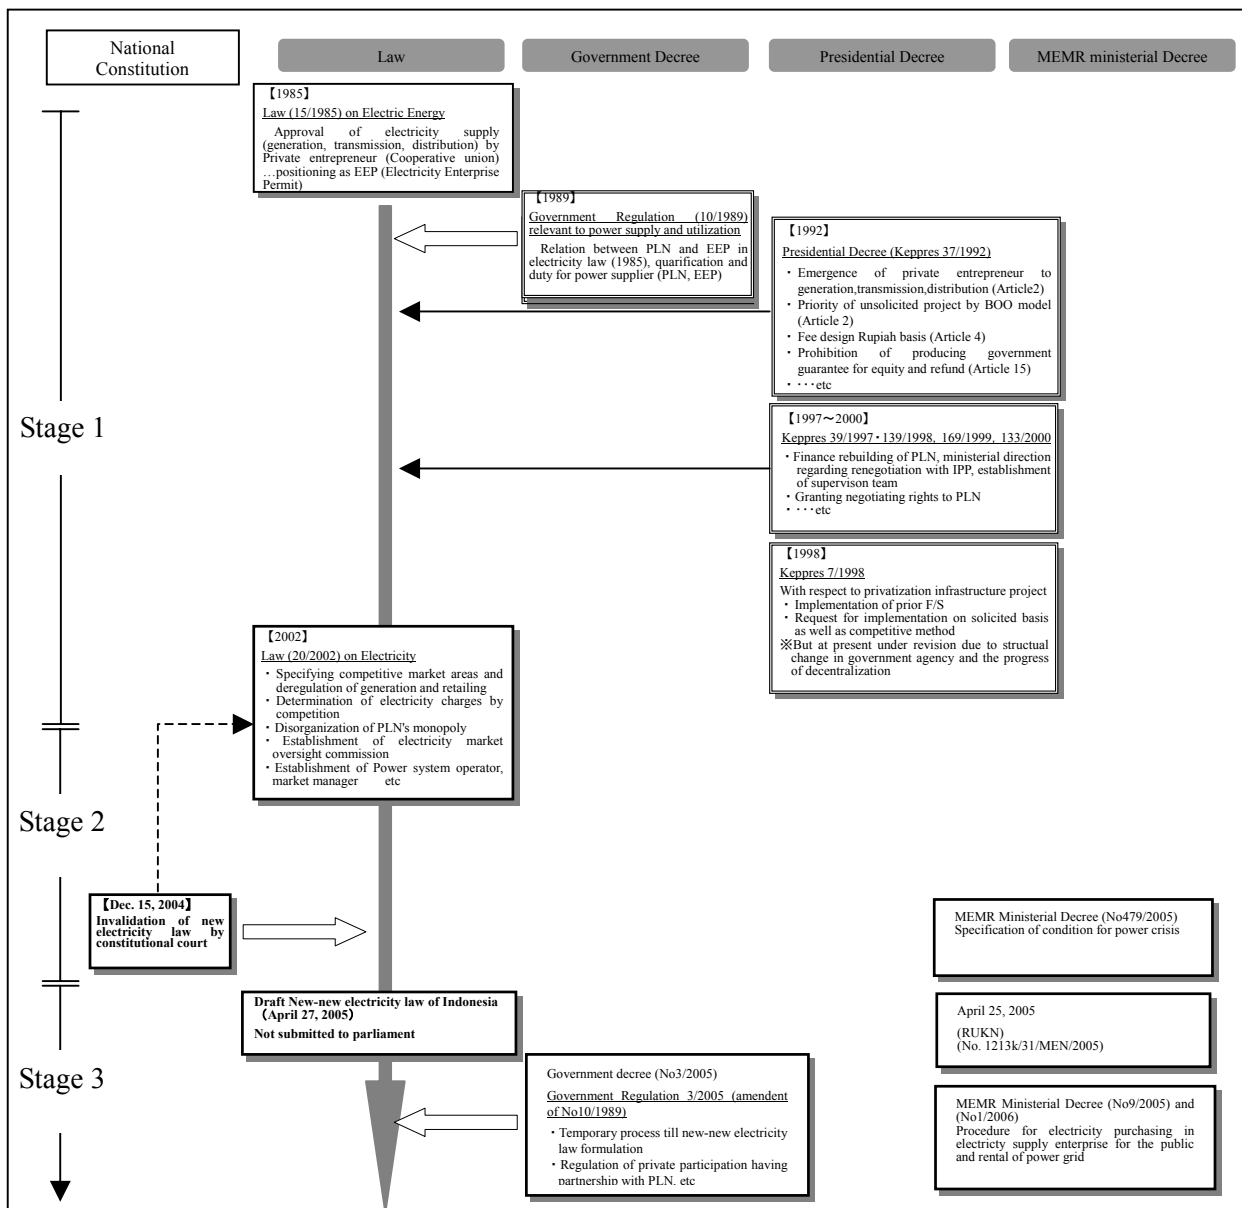 National
Constitution
Law
Government Decree
Presidential Decree
MEMR ministerial Decree
【1985】
Law (15/1985) on Electric Energy
Approval of electricity supply
(generation, transmission, distribution) by
Private entrepreneur (Cooperative union)
…positioning as EEP (Electricity Enterprise
Permit)
【1989】
Government Regulation (10/1989)
relevant to power supply and utilization
Relation between PLN and EEP in
electricity law (1985), quarification and
duty for power supplier (PLN, EEP)
【1992】
Presidential Decree (Keppres 37/1992)
・Emergence of private entrepreneur to
generation,transmission,distribution (Article2)
・Priority of unsolicited project by BOO model
(Article 2)
・Fee design Rupiah basis (Article 4)
・Prohibition of producing government
guarantee for equity and refund (Article 15)
・･･･etc
Stage 1
【1997～2000】
Keppres 39/1997・139/1998, 169/1999, 133/2000
・Finance rebuilding of PLN, ministerial direction
regarding renegotiation with IPP, establishment
of supervison team
・Granting negotiating rights to PLN
・･･･etc
【1998】
Keppres 7/1998
With respect to privatization infrastructure project
・Implementation of prior F/S
・Request for implementation on solicited basis
as well as competitive method
※But at present under revision due to structual
change in government agency and the progress
of decentralization
【2002】
Law (20/2002) on Electricity
・Specifying competitive market areas and
deregulation of generation and retailing
・Determination of electricity charges by
competition
・Disorganization of PLN's monopoly
・Establishment of electricity market
oversight commission
・Establishment of Power system operator,
market manager etc
Stage 2
【Dec. 15, 2004】
Invalidation of new
electricity law by
constitutional court
MEMR Ministerial Decree (No479/2005)
Specification of condition for power crisis
Draft New-new electricity law of Indonesia
（April 27, 2005）
Not submitted to parliament
April 25, 2005
(RUKN)
(No. 1213k/31/MEN/2005)
Stage 3
Government decree (No3/2005)
Government Regulation 3/2005 (amendent
of No10/1989)
・Temporary process till new-new electricity
law formulation
・Regulation of private participation having
partnership with PLN. etc
MEMR Ministerial Decree (No9/2005) and
(No1/2006)
Procedure for electricity purchasing in
electricty supply enterprise for the public
and rental of power grid